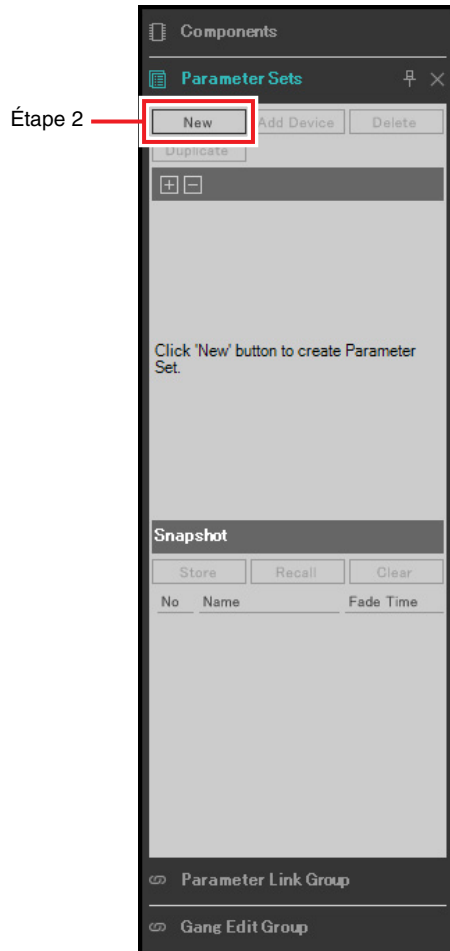 Components
Parameter Sets
Étape 2
New Add Device Delete
Duplicate
Click 'New' button to create Parameter
Set.
Snapshot
Store Recall Clear
No Name Fade Time
Parameter Link Group
Gang Edit Group